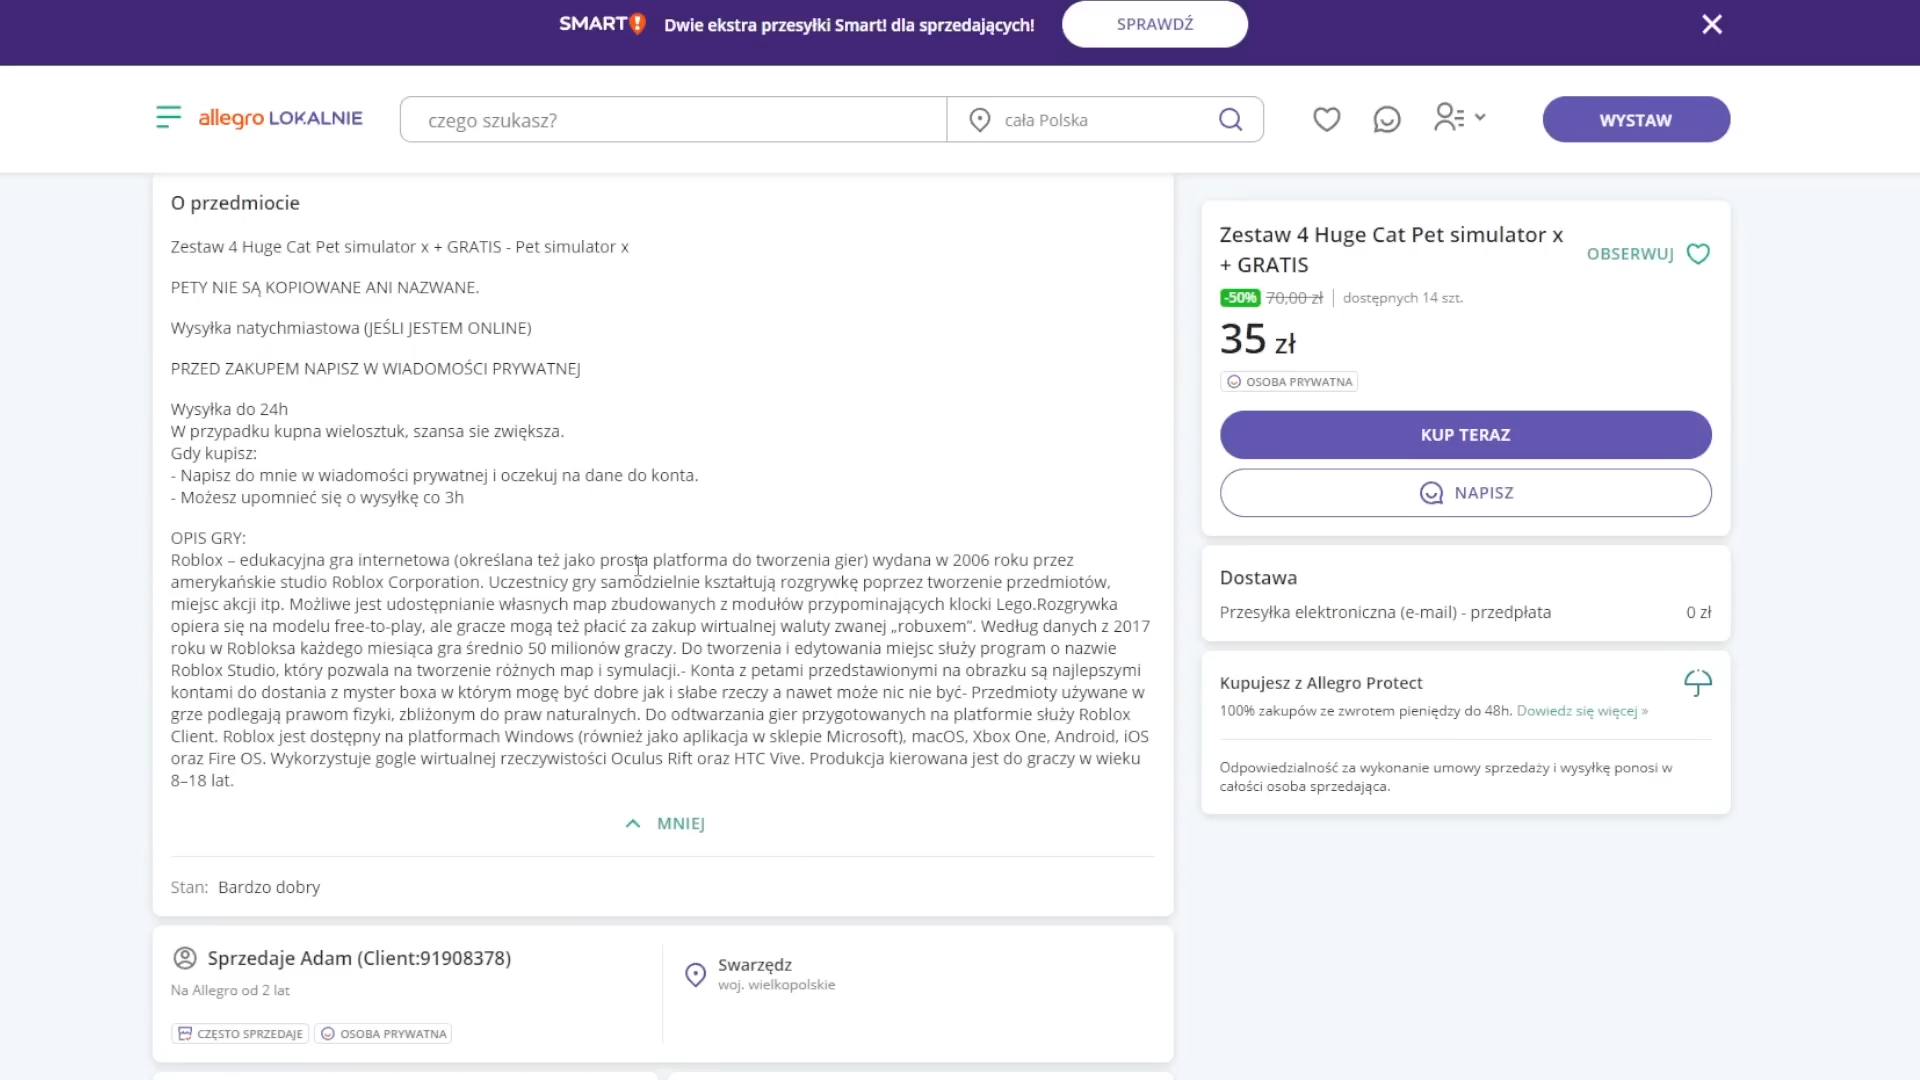 SMART! Dwie ekstra przesyłki Smart! dla sprzedających! SPRAWDŹ
allegro LOKALNIE czego szukasz? cała Polska WYSTAW
O przedmiocie
Zestaw 4 Huge Cat Pet simulator x + GRATIS - Pet simulator x
PETY NIE SĄ KOPIOWANE ANI NAZWANE.
Wysyłka natychmiastowa (JEŚLI JESTEM ONLINE)
PRZED ZAKUPEM NAPISZ W WIADOMOŚCI PRYWATNEJ
Wysyłka do 24h
W przypadku kupna wielosztuk, szansa sie zwiększa.
Gdy kupisz:
- Napisz do mnie w wiadomości prywatnej i oczekuj na dane do konta.
- Możesz upomnieć się o wysyłkę co 3h
OPIS GRY:
Roblox – edukacyjna gra internetowa (określana też jako prosta platforma do tworzenia gier) wydana w 2006 roku przez
amerykańskie studio Roblox Corporation. Uczestnicy gry samodzielnie kształtują rozgrywkę poprzez tworzenie przedmiotów,
miejsc akcji itp. Możliwe jest udostępnianie własnych map zbudowanych z modułów przypominających klocki Lego.Rozgrywka
opiera się na modelu free-to-play, ale gracze mogą też płacić za zakup wirtualnej waluty zwanej „robuxem”. Według danych z 2017
roku w Robloksa każdego miesiąca gra średnio 50 milionów graczy. Do tworzenia i edytowania miejsc służy program o nazwie
Roblox Studio, który pozwala na tworzenie różnych map i symulacji.- Konta z petami przedstawionymi na obrazku są najlepszymi
kontami do dostania z myster boxa w którym mogę być dobre jak i słabe rzeczy a nawet może nic nie być- Przedmioty używane w
grze podlegają prawom fizyki, zbliżonym do praw naturalnych. Do odtwarzania gier przygotowanych na platformie służy Roblox
Client. Roblox jest dostępny na platformach Windows (również jako aplikacja w sklepie Microsoft), macOS, Xbox One, Android, iOS
oraz Fire OS. Wykorzystuje gogle wirtualnej rzeczywistości Oculus Rift oraz HTC Vive. Produkcja kierowana jest do graczy w wieku
8–18 lat.
MNIEJ
Stan: Bardzo dobry
Sprzedaje Adam (Client:91908378)
Na Allegro od 2 lat
CZĘSTO SPRZEDAJE OSOBA PRYWATNA
Swarzędz
woj. wielkopolskie
Zestaw 4 Huge Cat Pet simulator x
+ GRATIS
OBSERWUJ
-50% 70,00 zł dostępnych 14 szt.
35 zł
OSOBA PRYWATNA
KUP TERAZ
NAPISZ
Dostawa
Przesyłka elektroniczna (e-mail) - przedpłata 0 zł
Kupujesz z Allegro Protect
100% zakupów ze zwrotem pieniędzy do 48h. Dowiedz się więcej »
Odpowiedzialność za wykonanie umowy sprzedaży i wysyłkę ponosi w
całości osoba sprzedająca.